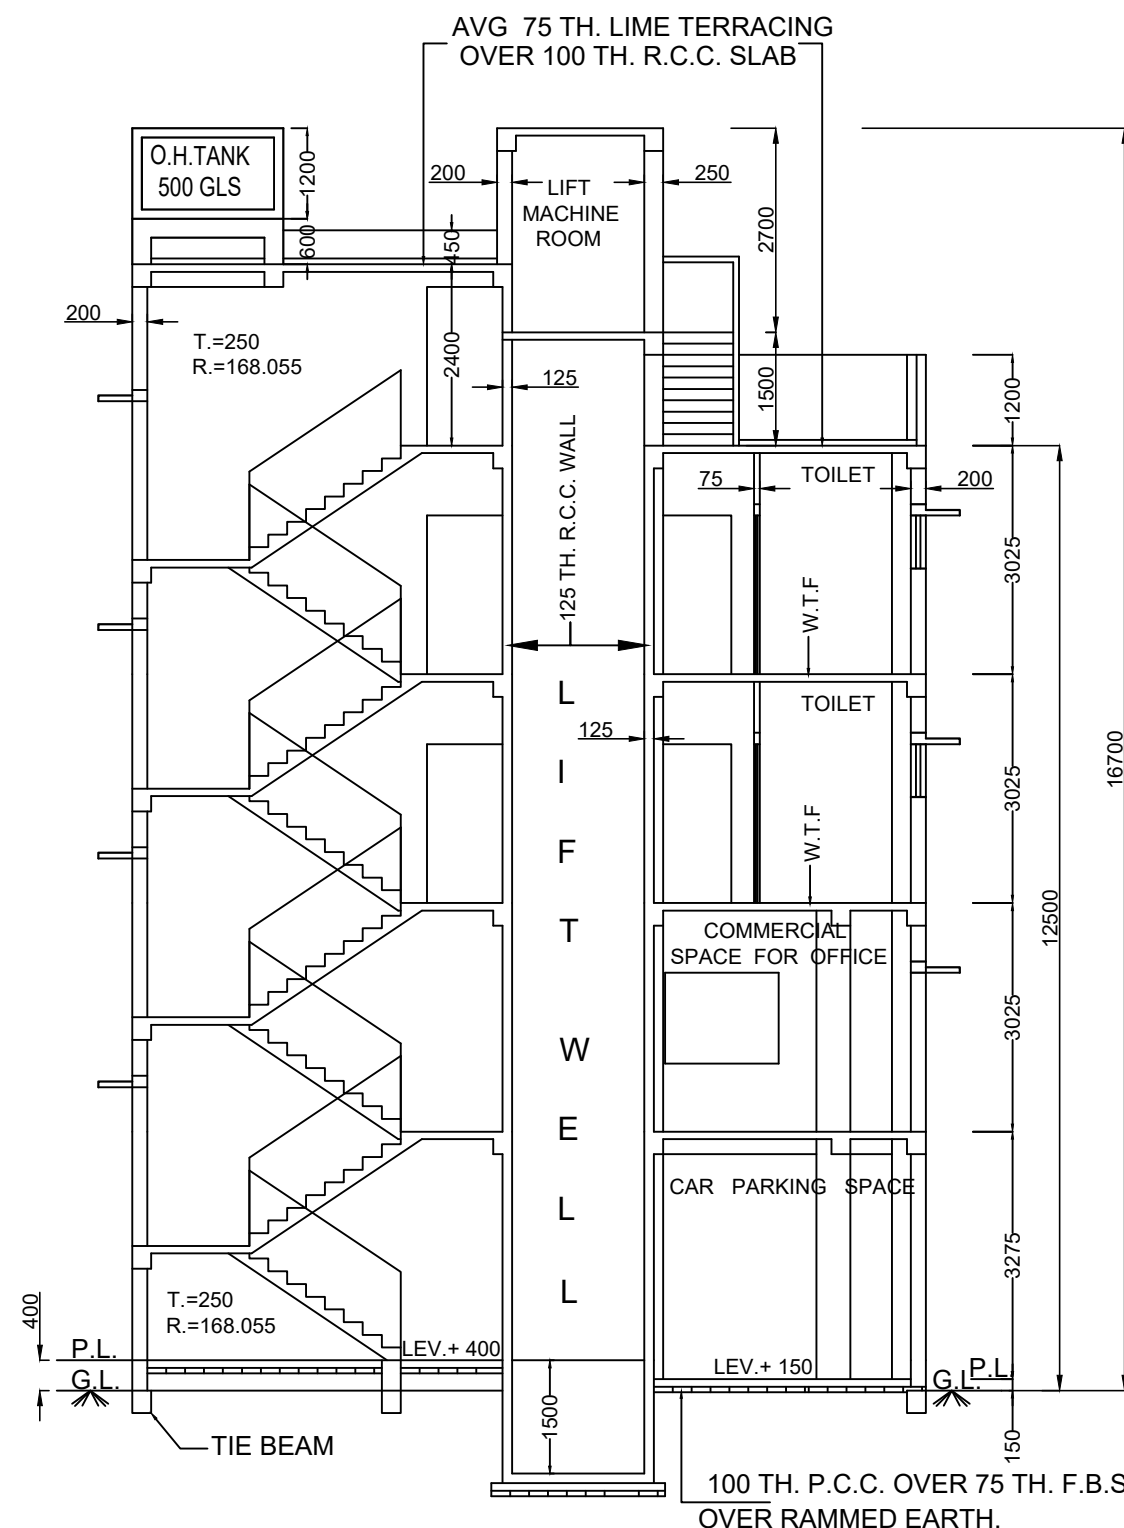 AVG 75 TH. LIME TERRACING
OVER 100 TH. R.C.C. SLAB
O.H.TANK
500 GLS
1200
600
450
200
LIFT
MACHINE
ROOM
250
2700
200
T.=250
R.=168.055
2400
125
1500
1200
125 TH. R.C.C. WALL
75
TOILET
200
3025
W.T.F
TOILET
125
3025
W.T.F
16700
12500
COMMERCIAL
SPACE FOR OFFICE
3025
L
I
F
T
W
E
L
L
CAR PARKING SPACE
3275
T.=250
R.=168.055
400
P.L.
G.L.
LEV.+ 400
LEV.+ 150
P.L.
G.L.
1500
150
TIE BEAM
100 TH. P.C.C. OVER 75 TH. F.B.S
OVER RAMMED EARTH.